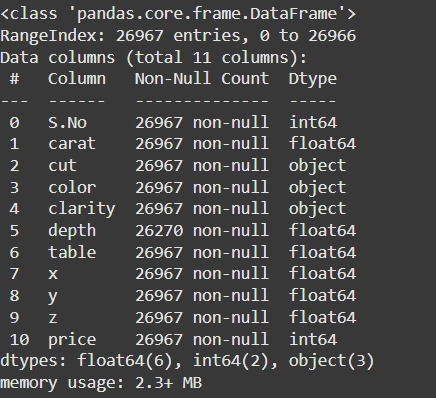 <class 'pandas.core.frame.DataFrame'>
RangeIndex: 26967 entries, 0 to 26966
Data columns (total 11 columns):
 #   Column   Non-Null Count  Dtype
---  ------   --------------  -----
 0   S.No     26967 non-null  int64
 1   carat    26967 non-null  float64
 2   cut      26967 non-null  object
 3   color    26967 non-null  object
 4   clarity  26967 non-null  object
 5   depth    26270 non-null  float64
 6   table    26967 non-null  float64
 7   x        26967 non-null  float64
 8   y        26967 non-null  float64
 9   z        26967 non-null  float64
 10  price    26967 non-null  int64
dtypes: float64(6), int64(2), object(3)
memory usage: 2.3+ MB